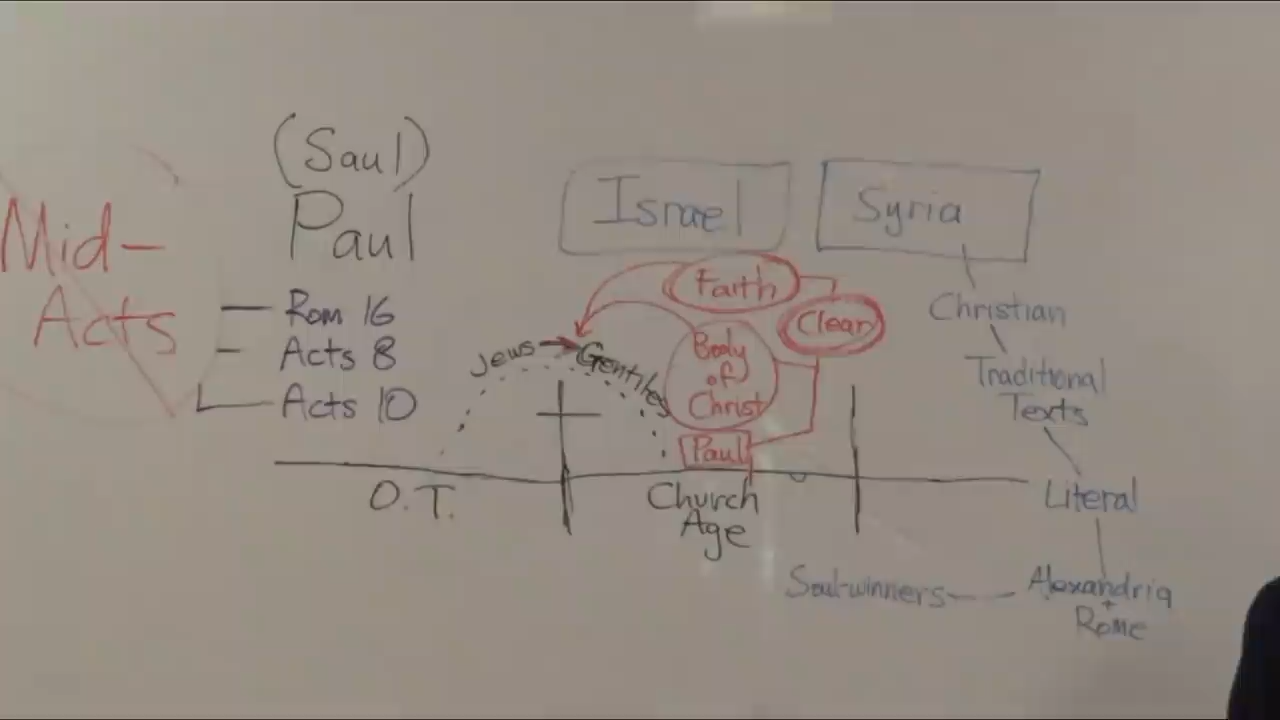 Mid-
Acts
(Saul)
Paul
Rom 16
Acts 8
Acts 10
Israel
Syria
Faith
Clear
Jews
Gentiles
Body
of
Christ
Paul
O.T.
Church
Age
Christian
Traditional
Texts
Literal
Alexandria
+
Rome
Soul-winners